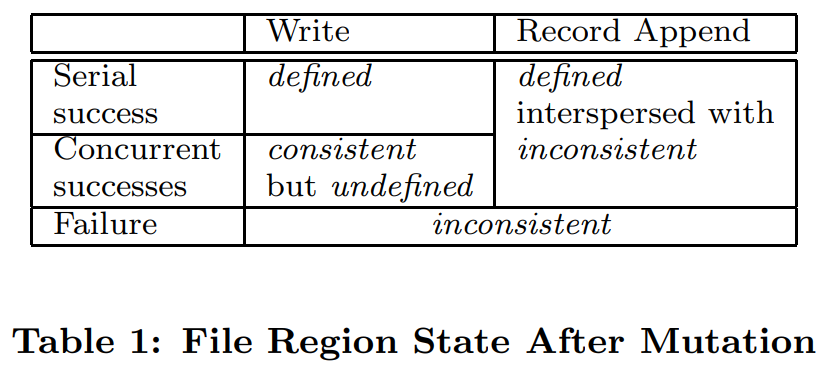 Write Record Append
Serial defined defined
success interspersed with
Concurrent consistent inconsistent
successes but undefined
Failure inconsistent
Table 1: File Region State After Mutation